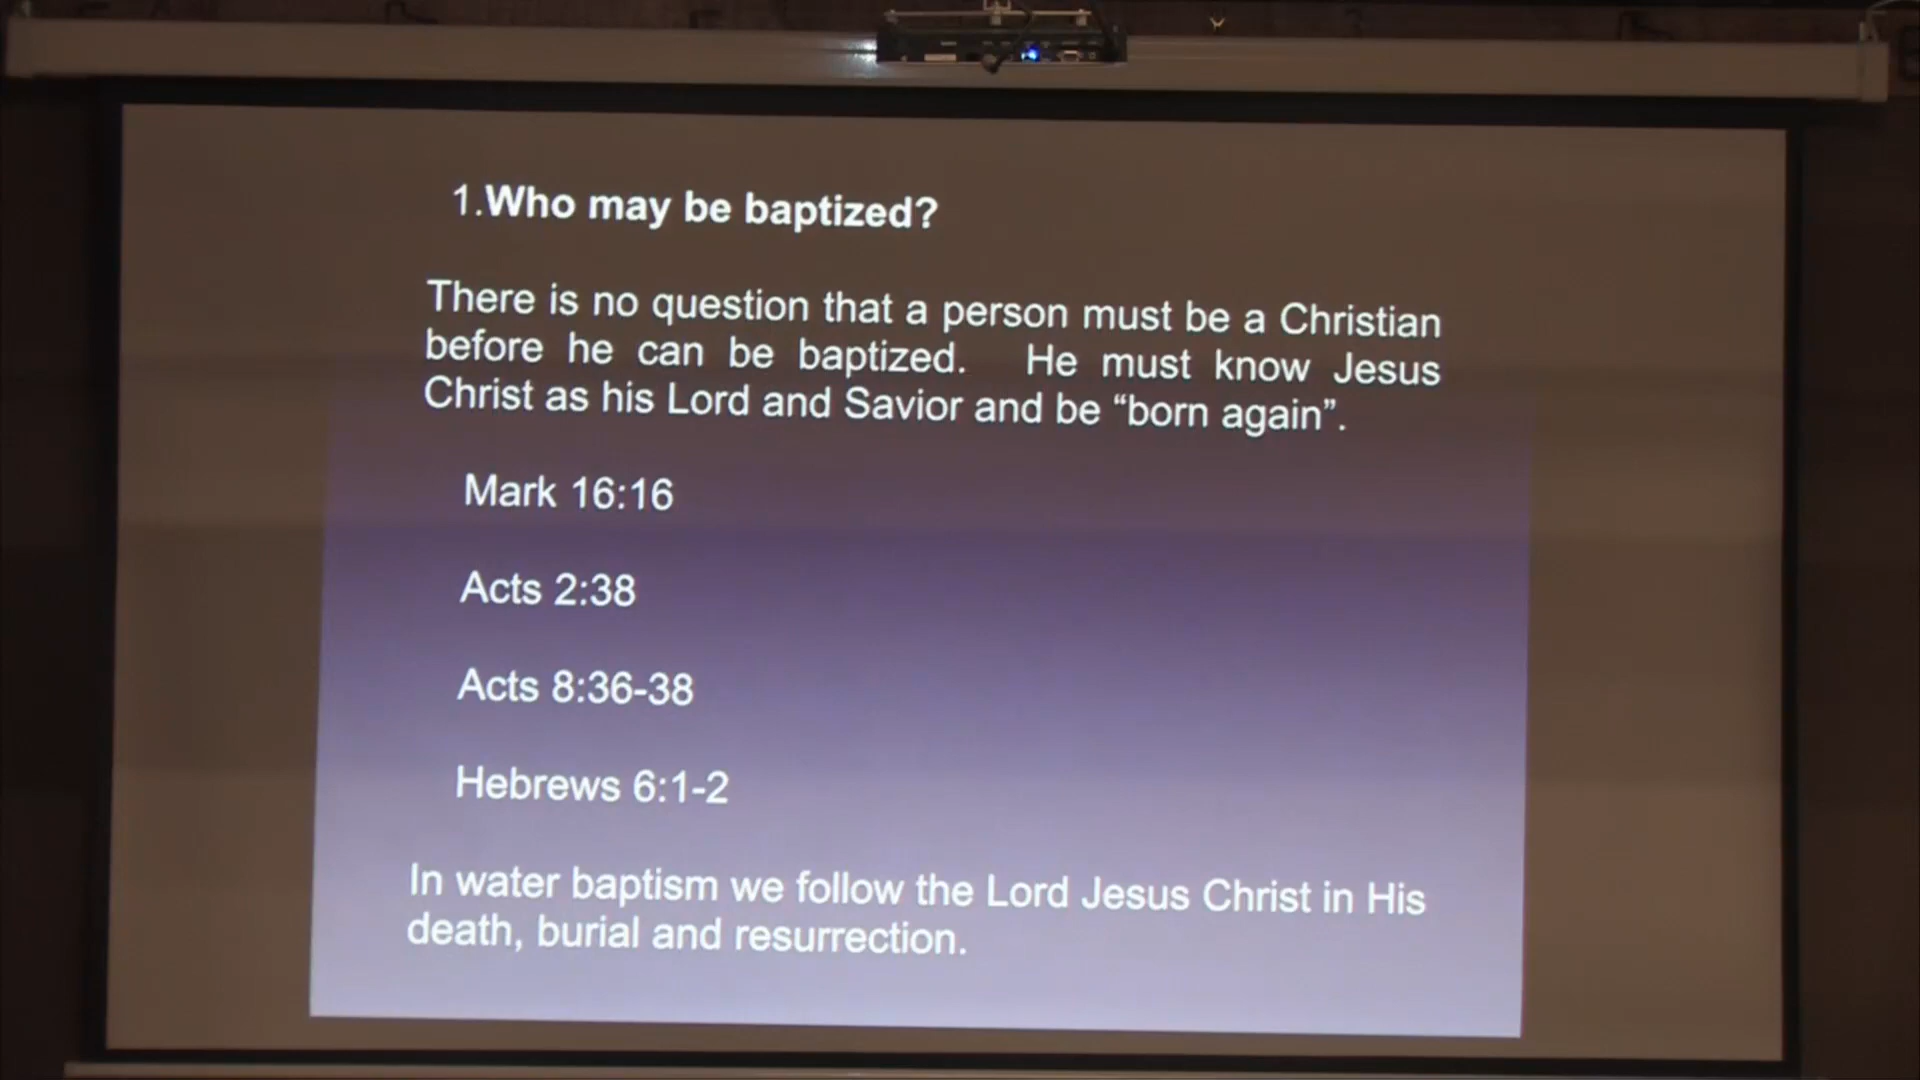 1.Who may be baptized?
There is no question that a person must be a Christian
before he can be baptized. He must know Jesus
Christ as his Lord and Savior and be “born again”.
Mark 16:16
Acts 2:38
Acts 8:36-38
Hebrews 6:1-2
In water baptism we follow the Lord Jesus Christ in His
death, burial and resurrection.